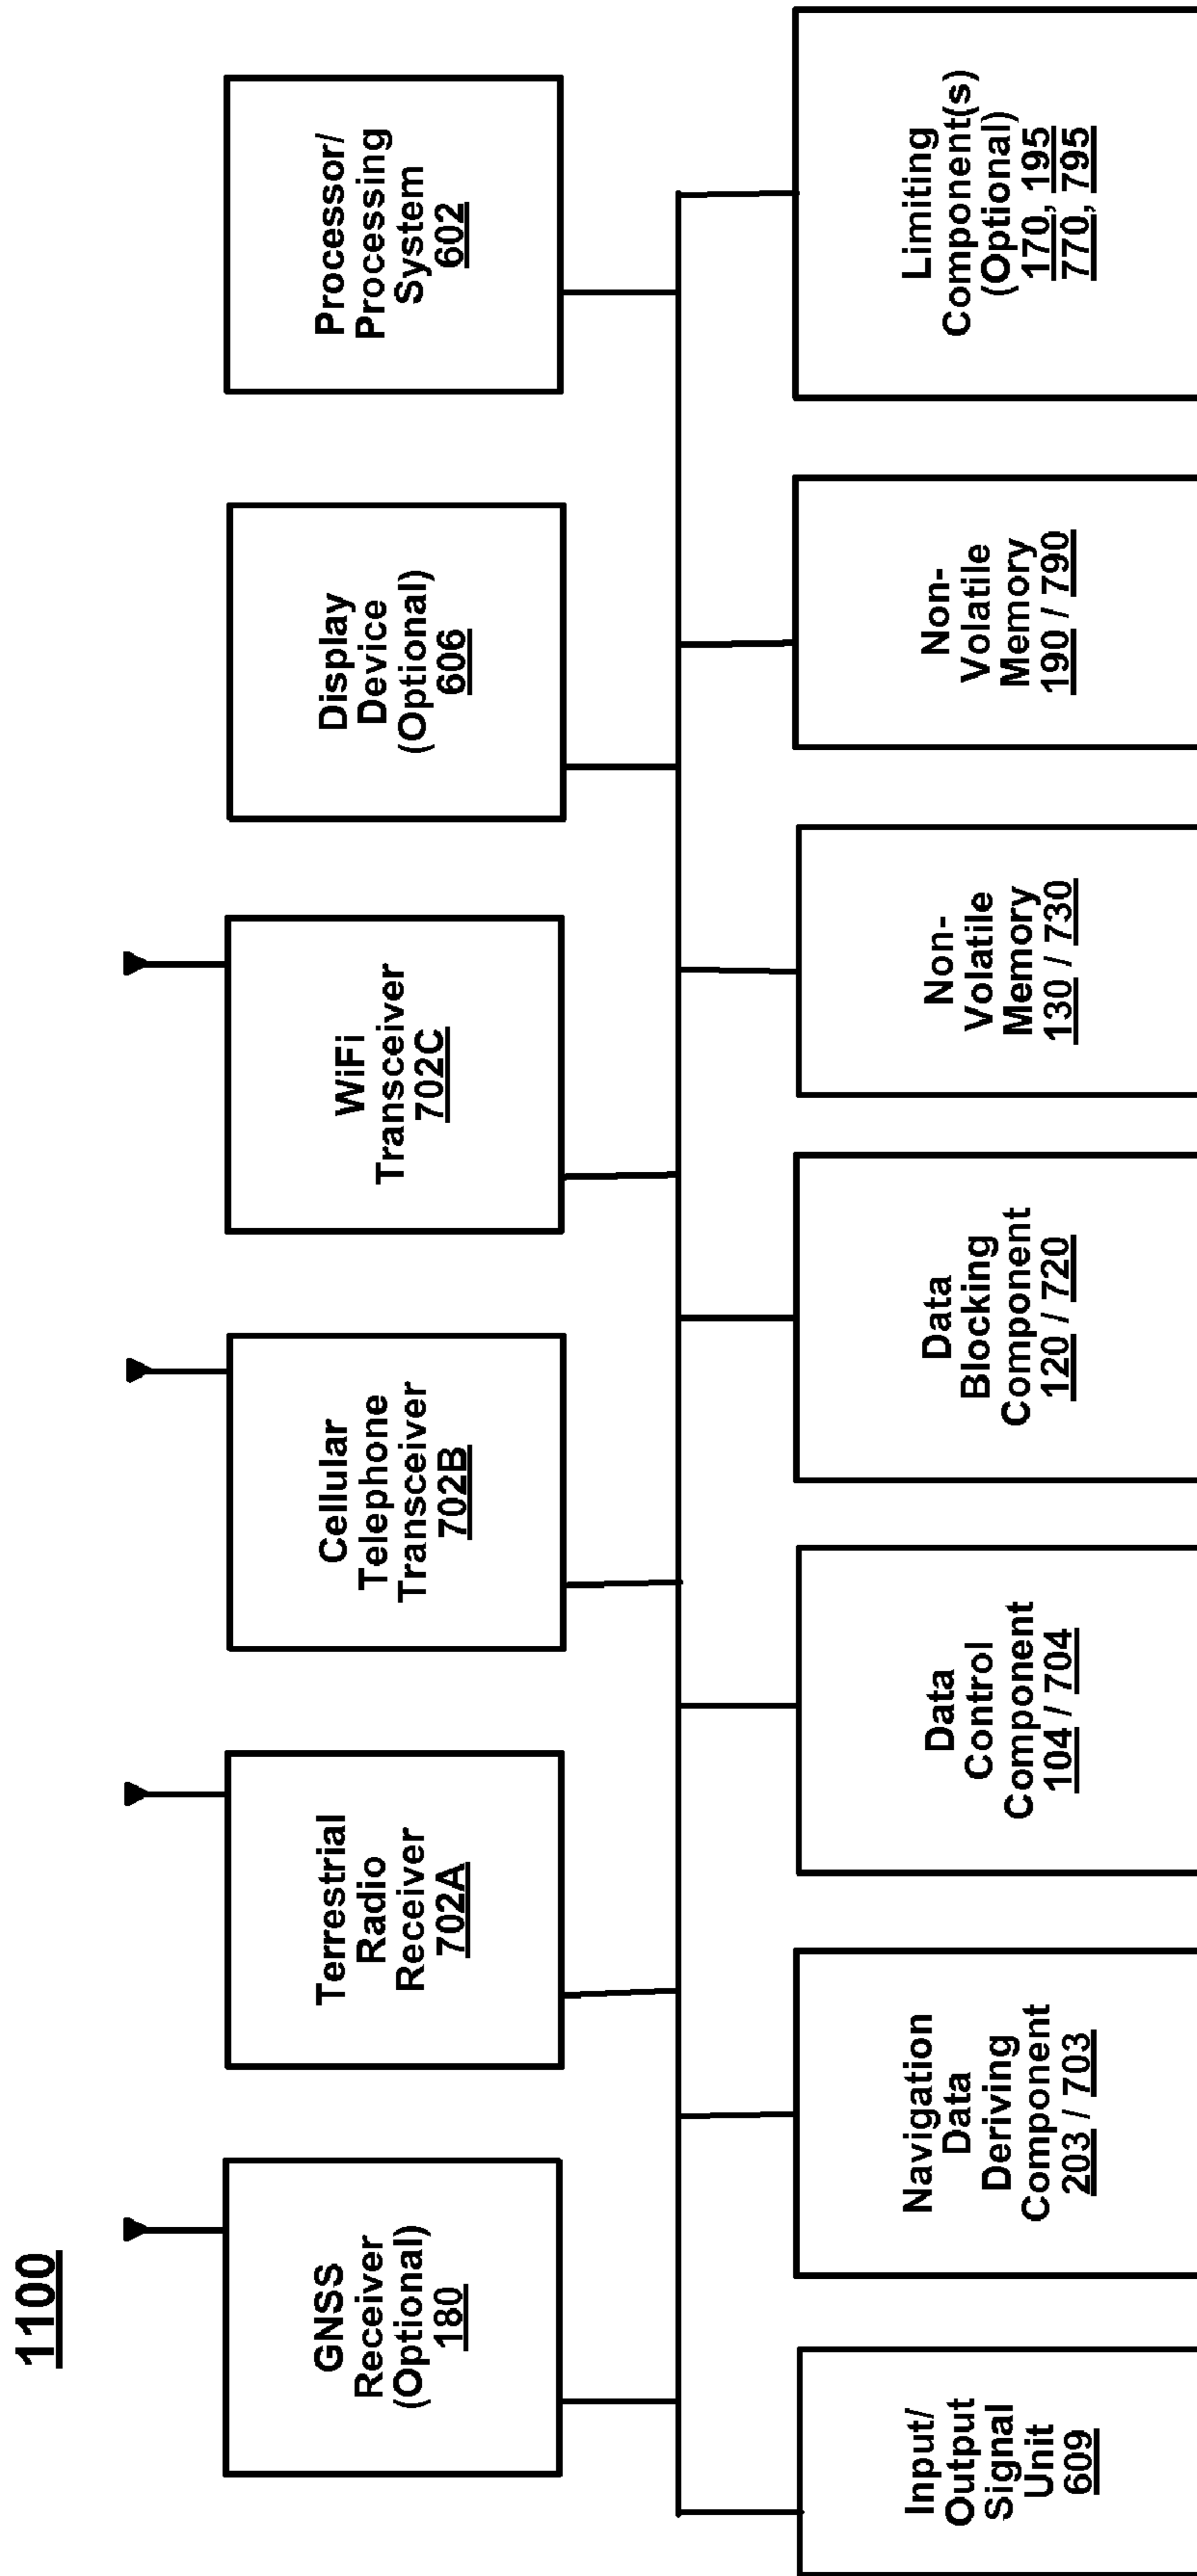 1100
GNSS
Receiver
(Optional)
180
Terrestrial
Radio
Receiver
702A
Cellular
Telephone
Transceiver
702B
WiFi
Transceiver
702C
Display
Device
(Optional)
606
Processor/
Processing
System
602
Input/
Output
Signal
Unit
609
Navigation
Data
Deriving
Component
203 / 703
Data
Control
Component
104 / 704
Data
Blocking
Component
120 / 720
Non-
Volatile
Memory
130 / 730
Non-
Volatile
Memory
190 / 790
Limiting
Component(s)
(Optional)
170, 195
770, 795